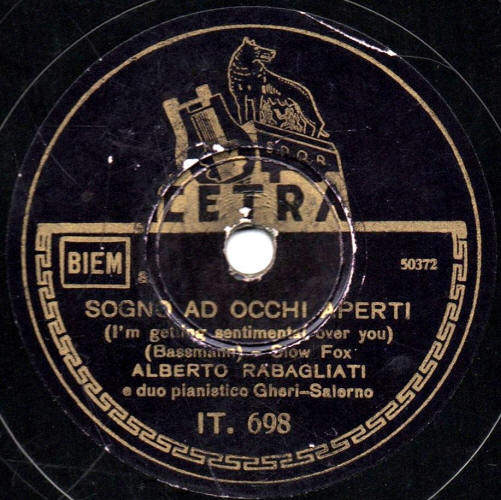 S.P.Q.R.
CETRA
BIEM
50372
SOGNO AD OCCHI APERTI
(I'm getting sentimental over you)
(Bassmann) - Slow Fox
ALBERTO RABAGLIATI
e duo pianistico Gheri-Salerno
IT. 698